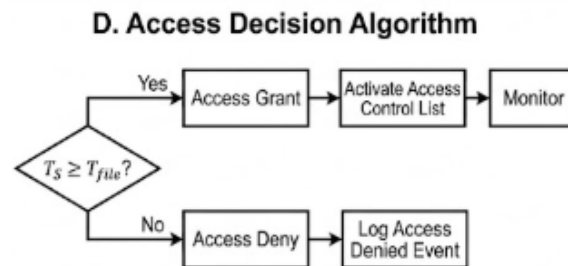 D. Access Decision Algorithm
Yes
Access Grant
Activate Access
Control List
Monitor
T_S ≥ T_file?
No
Access Deny
Log Access
Denied Event